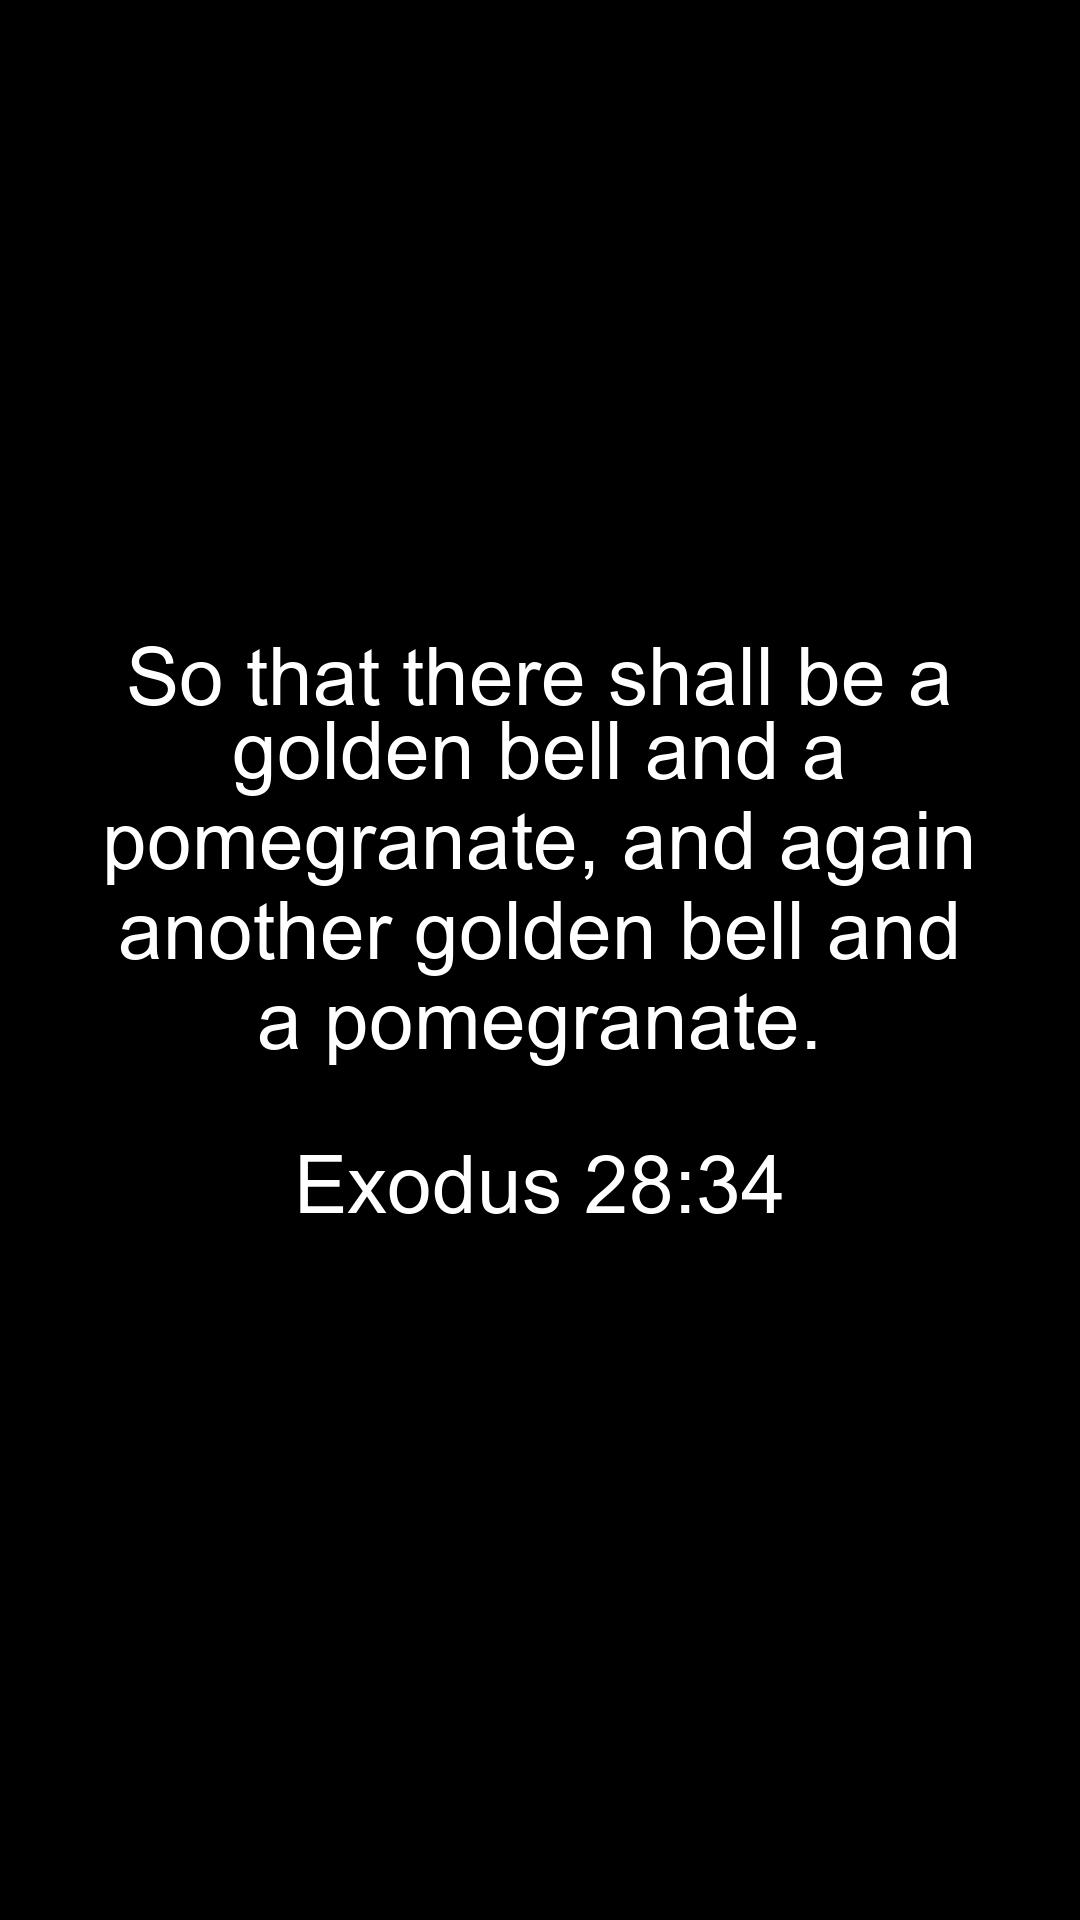 So that there shall be a
golden bell and a
pomegranate, and again
another golden bell and
a pomegranate.
Exodus 28:34